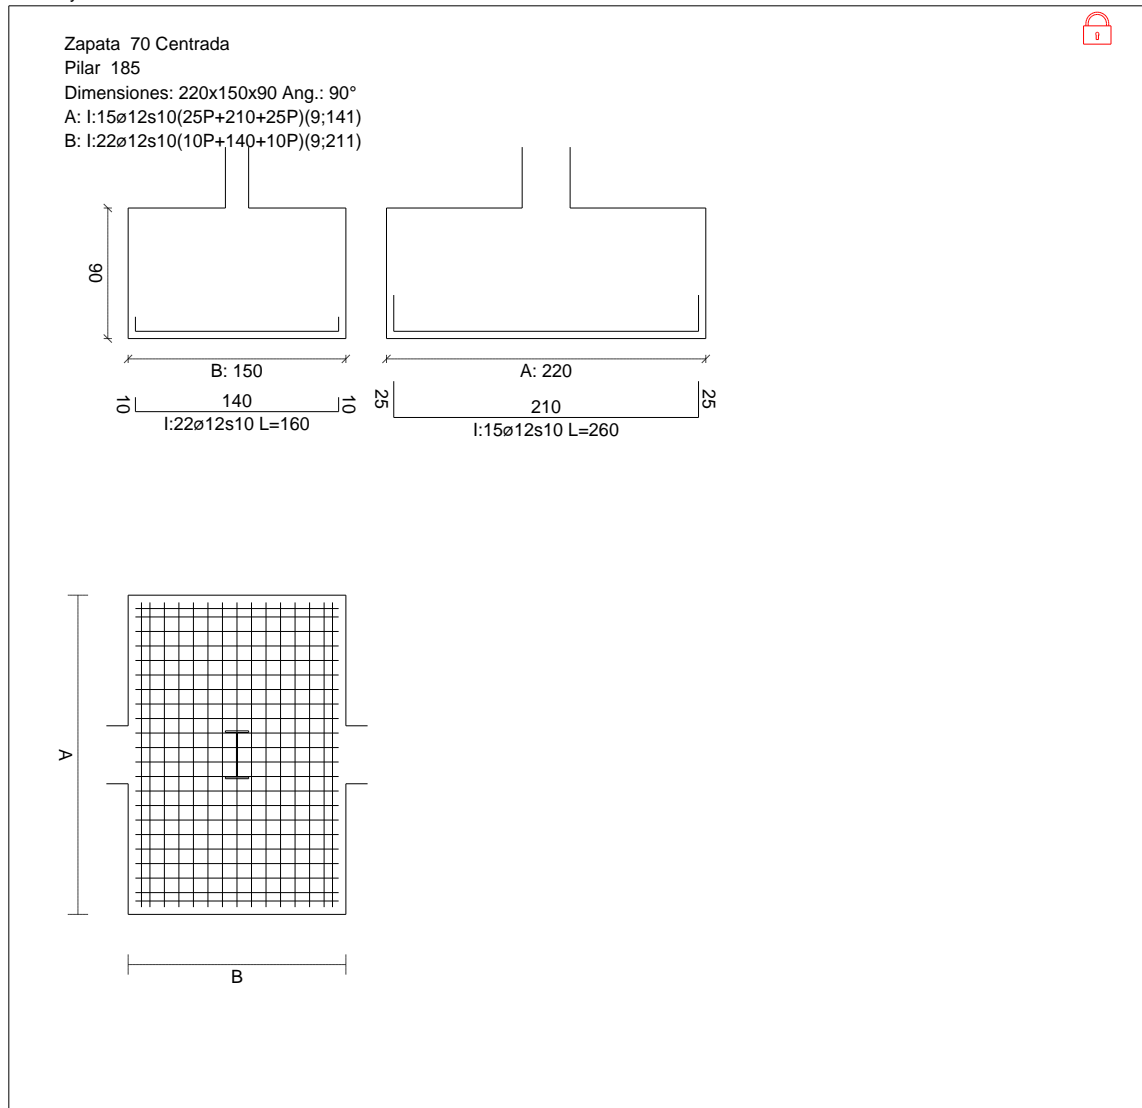 Zapata 70 Centrada
Pilar 185
Dimensiones: 220x150x90 Ang.: 90°
A: I:15ø12s10(25P+210+25P)(9;141)
B: I:22ø12s10(10P+140+10P)(9;211)
90
B: 150
A: 220
10
140
10
I:22ø12s10 L=160
25
210
25
I:15ø12s10 L=260
A
B